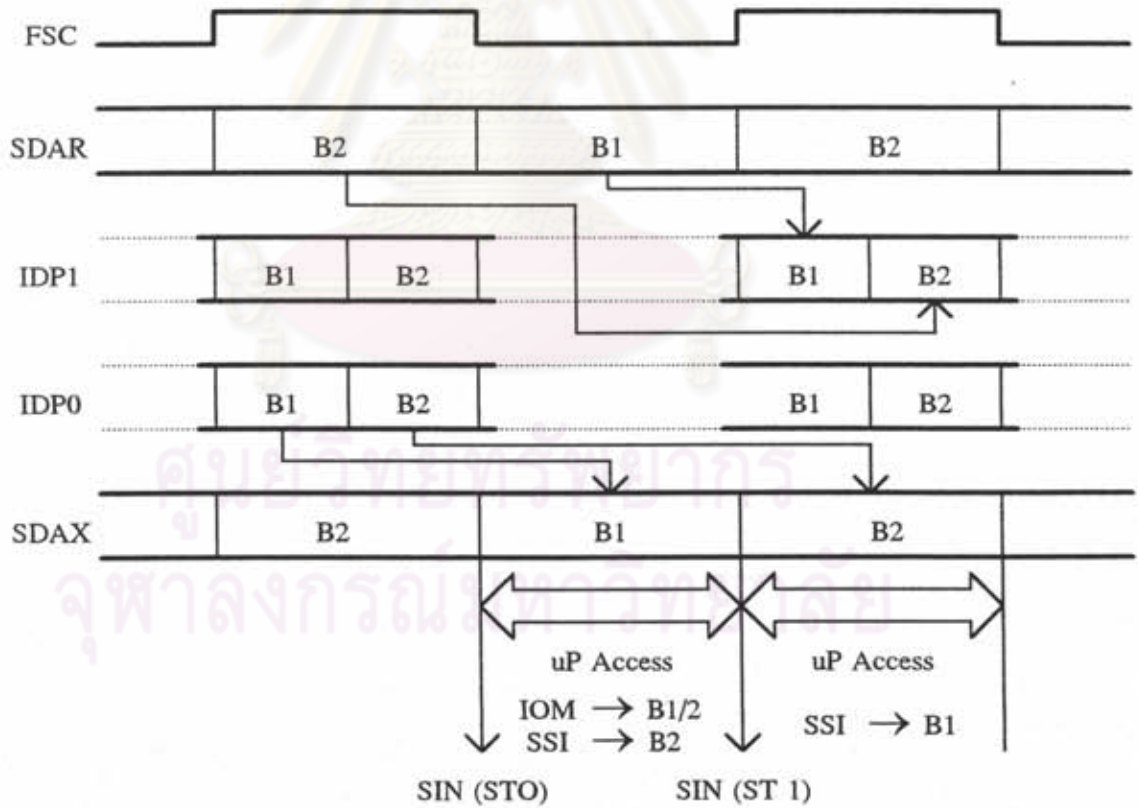 FSC
SDAR B2 B1 B2
IDP1 B1 B2 B1 B2
IDP0 B1 B2 B1 B2
ศูนย์วิทยทรัพยากร
SDAX B2 B1 B2
จุฬาลงกรณ์มหาวิทยาลัย
uP Access uP Access
IOM → B1/2
SSI → B2 SSI → B1
SIN (STO) SIN (ST 1)